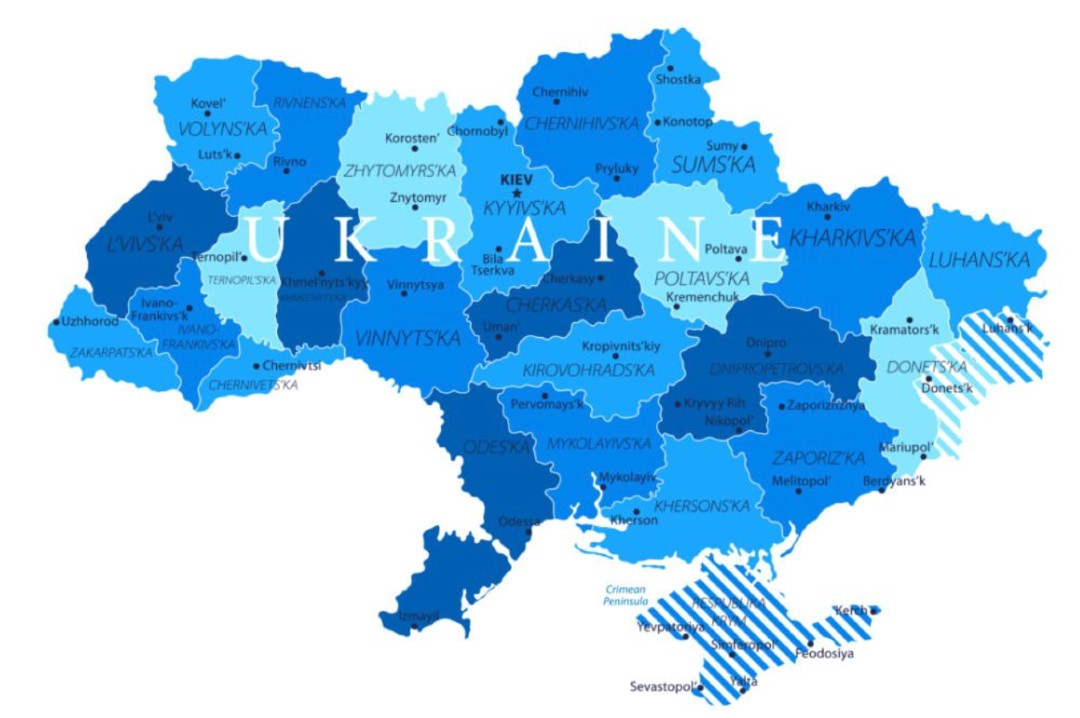 UKRAINE
Kovel'
VOLYNS'KA
Luts'k
RIVNENS'KA
Rivno
Korosten'
ZHYTOMYRS'KA
Znytomyr
Chornobyl
KIEV
KYYIVS'KA
Bila
Tserkva
Chernihiv
CHERNIHIVS'KA
Pryluky
Shostka
Konotop
Sumy
SUMS'KA
L'viv
L'VIVS'KA
Ternopil'
TERNOPIL'S'KA
Khmel'nyts'kyy
Vinnytsya
VINNYTS'KA
Cherkasy
CHERKAS'KA
Uman'
Poltava
POLTAVS'KA
Kremenchuk
Kharkiv
KHARKIVS'KA
LUHANS'KA
Luhans'k
Uzhhorod
ZAKARPATS'KA
Ivano-
Frankivs'k
IVANO-
FRANKIVS'KA
Chernivtsi
CHERNIVETS'KA
Kropivnits'kiy
KIROVOHRADS'KA
Dnipro
DNIPROPETROVS'KA
Kryvyy Rih
Nikopol'
Kramators'k
DONETS'KA
Donets'k
Mariupol'
Zaporizhznya
ZAPORIZ'KA
Melitopol'
Berdyans'k
Pervomays'k
MYKOLAYIVS'KA
Mykolayiv
ODES'KA
Odessa
Izmayil
KHERSONS'KA
Kherson
Crimean
Peninsula
RESPUBLIKA
KRYM
Yevpatoriya
Simferopol'
Kerch
Feodosiya
Sevastopol'
Yalta